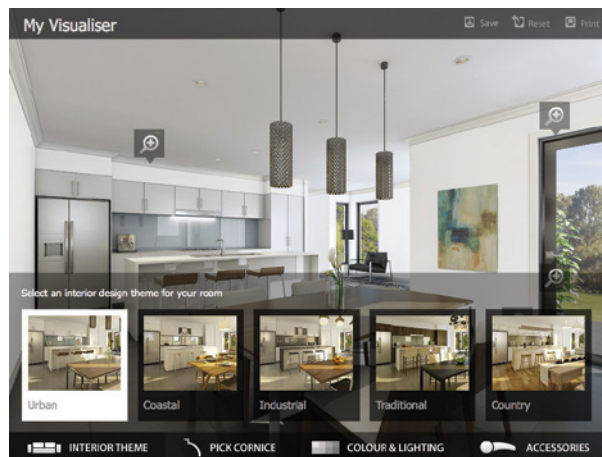 My Visualiser
Save Reset Print
Select an interior design theme for your room
Urban Coastal Industrial Traditional Country
INTERIOR THEME PICK CORNICE COLOUR & LIGHTING ACCESSORIES